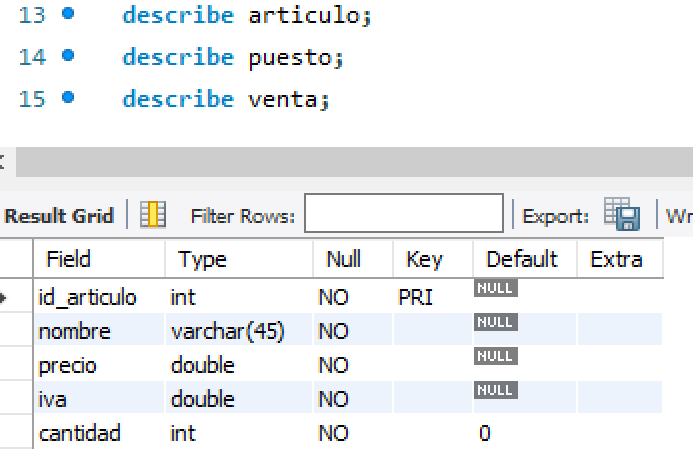 13 describe articulo;
14 describe puesto;
15 describe venta;
Result Grid Filter Rows: Export:
Field Type Null Key Default Extra
id_articulo int NO PRI NULL
nombre varchar(45) NO NULL
precio double NO NULL
iva double NO NULL
cantidad int NO 0